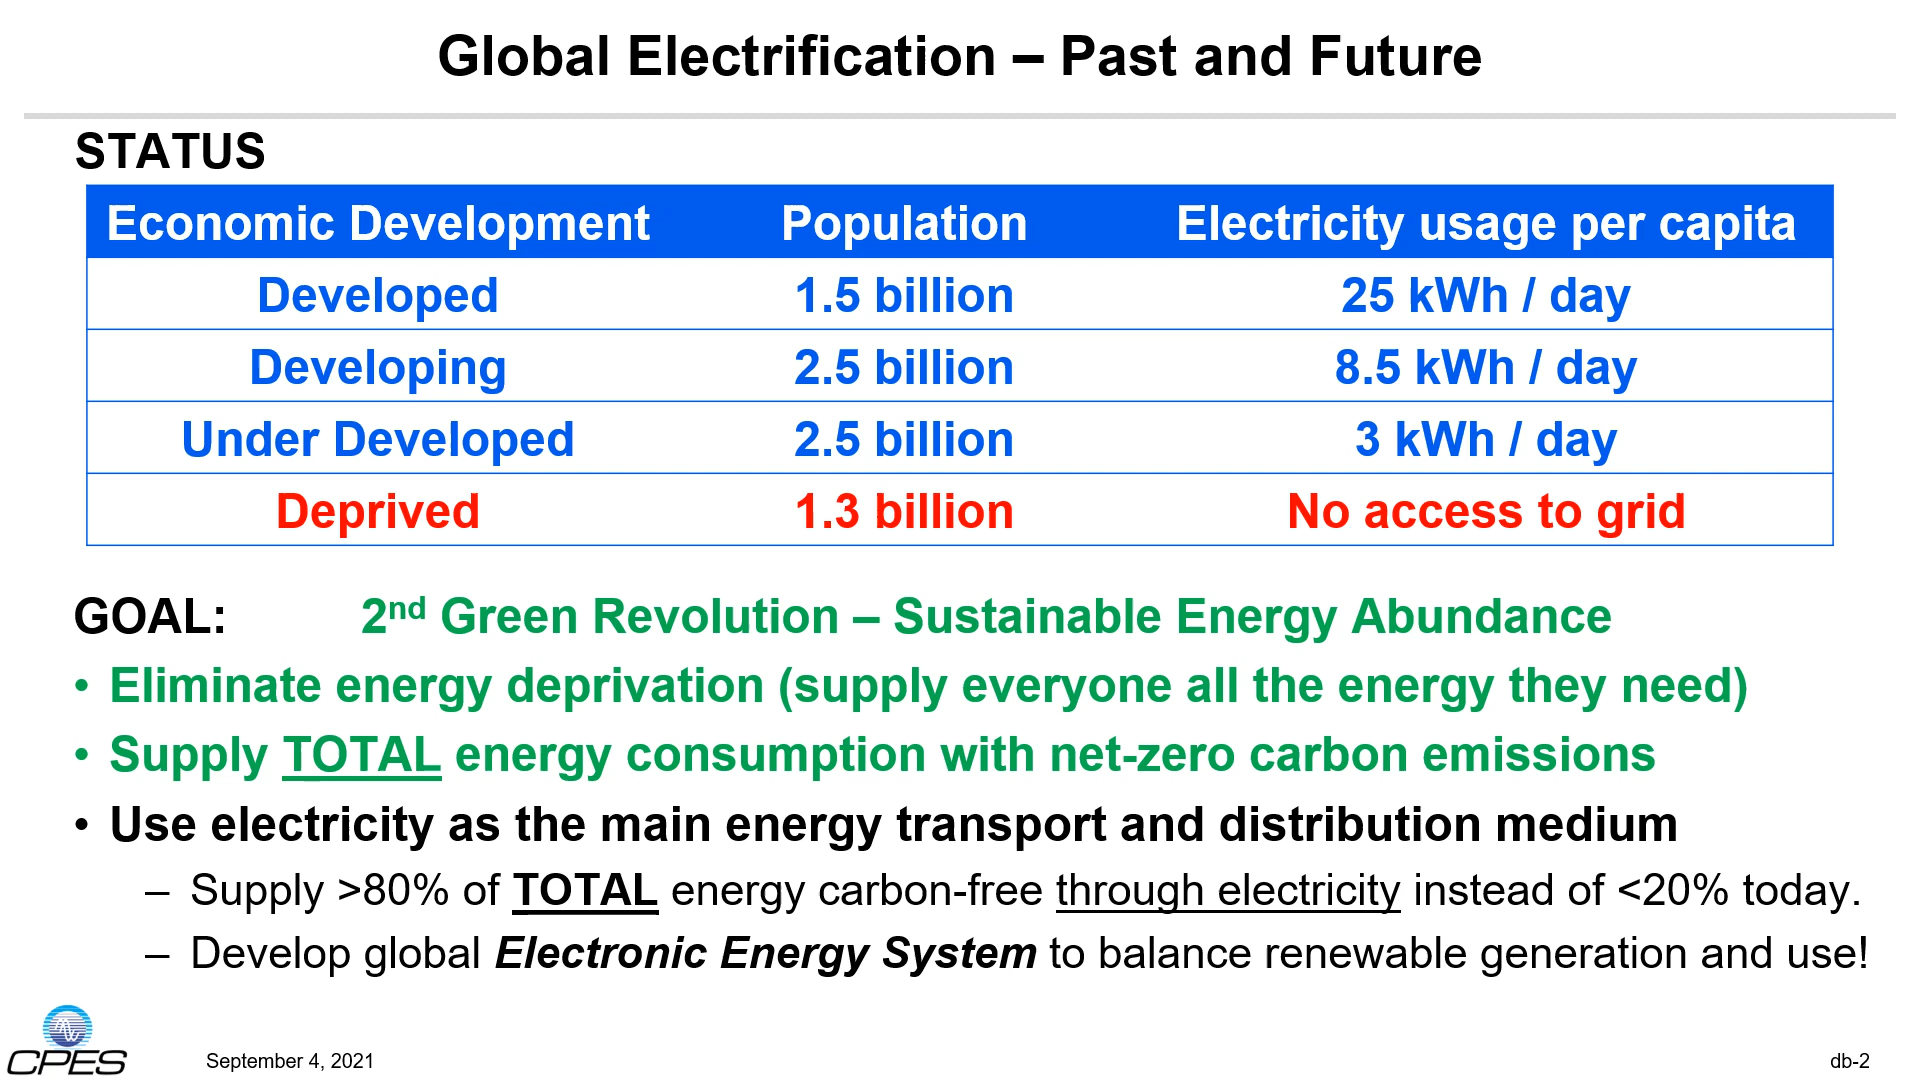 Global Electrification – Past and Future
STATUS
Economic Development Population Electricity usage per capita
Developed 1.5 billion 25 kWh / day
Developing 2.5 billion 8.5 kWh / day
Under Developed 2.5 billion 3 kWh / day
Deprived 1.3 billion No access to grid
GOAL: 2nd Green Revolution – Sustainable Energy Abundance
• Eliminate energy deprivation (supply everyone all the energy they need)
• Supply TOTAL energy consumption with net-zero carbon emissions
• Use electricity as the main energy transport and distribution medium
– Supply >80% of TOTAL energy carbon-free through electricity instead of <20% today.
– Develop global Electronic Energy System to balance renewable generation and use!
CPES September 4, 2021 db-2